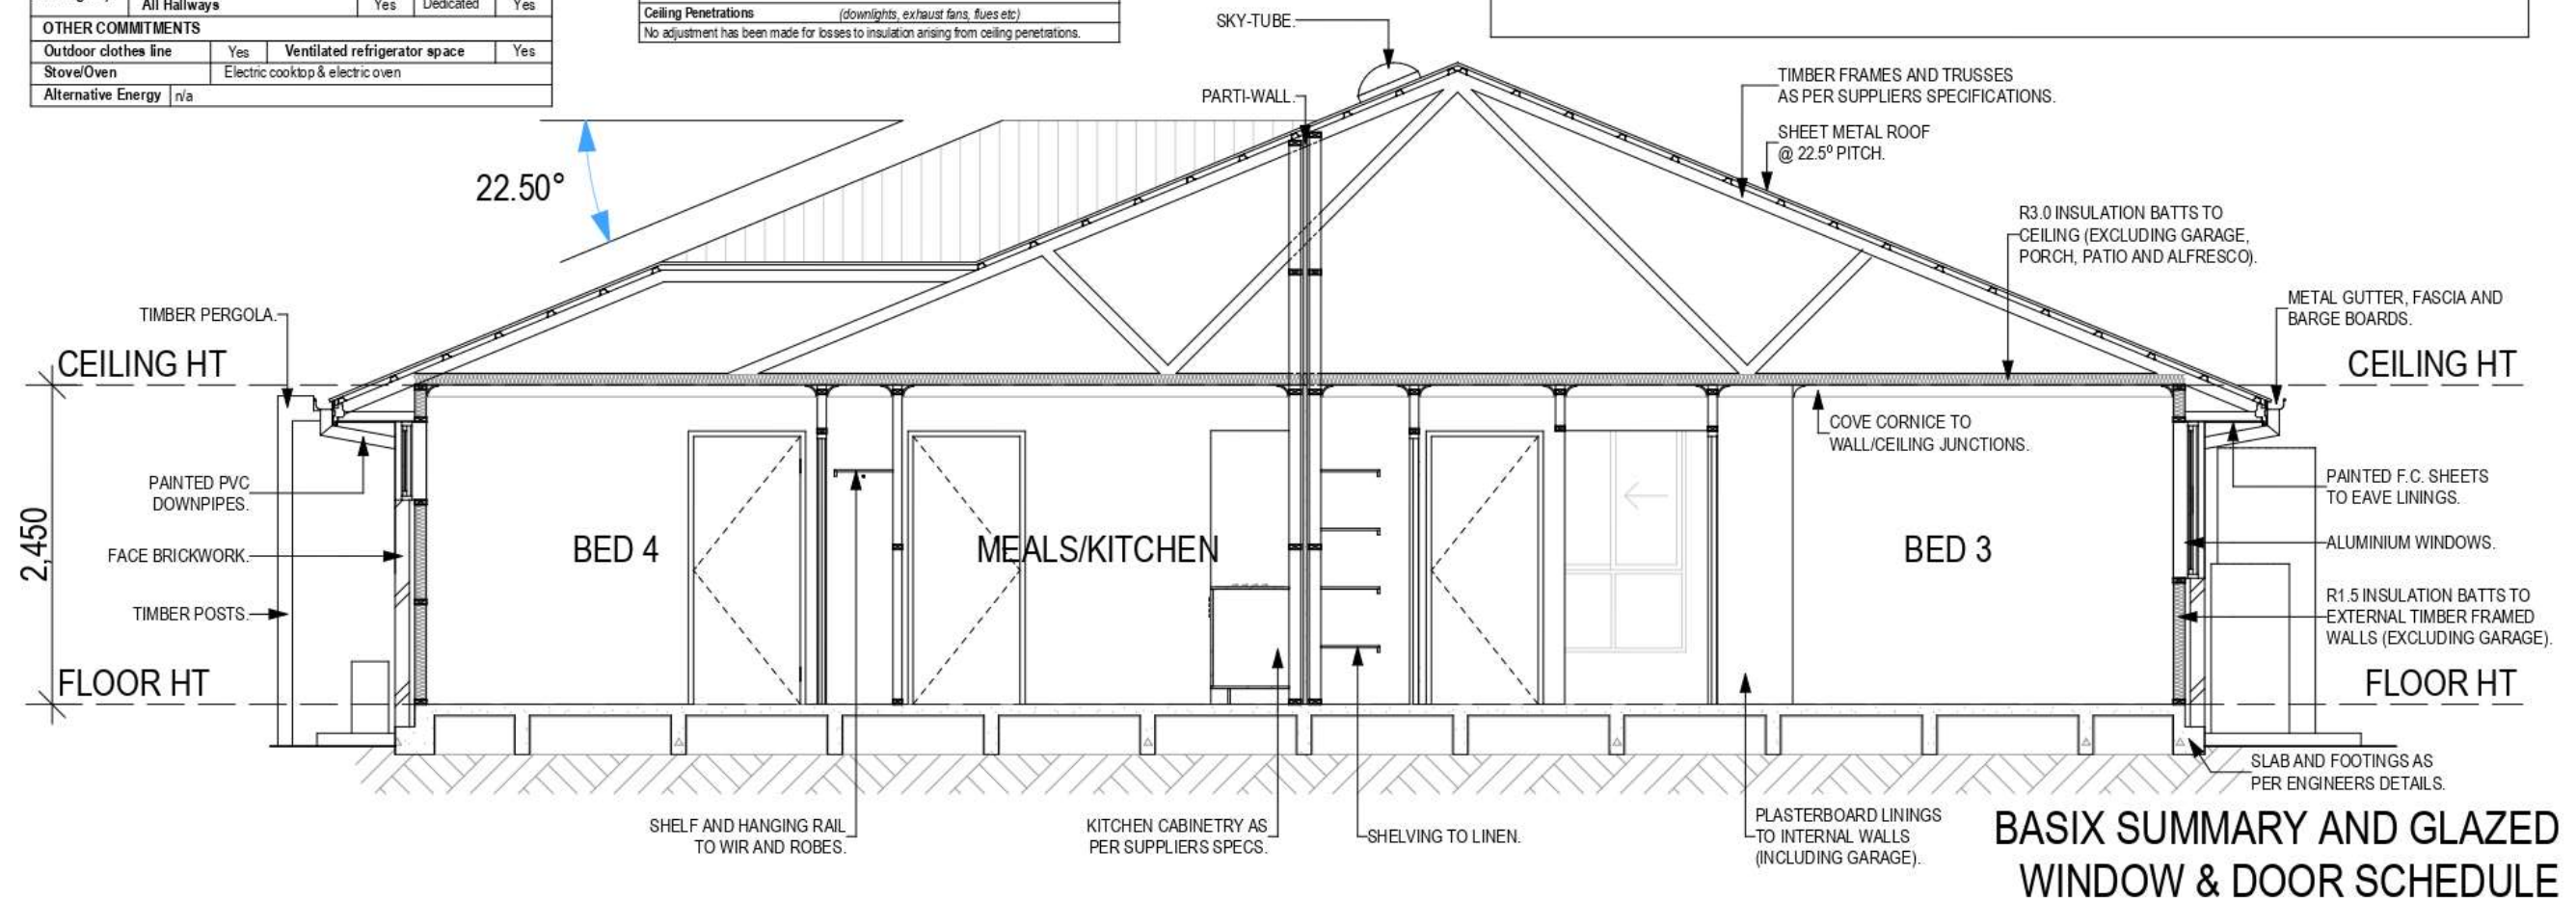 All Hallways Yes Dedicated Yes
OTHER COMMITMENTS
Outdoor clothes line Yes Ventilated refrigerator space Yes
Stove/Oven Electric cooktop & electric oven
Alternative Energy n/a
Ceiling Penetrations (downlights, exhaust fans, flues etc)
No adjustment has been made for losses to insulation arising from ceiling penetrations.
SKY-TUBE.
PARTI-WALL.
TIMBER FRAMES AND TRUSSES
AS PER SUPPLIERS SPECIFICATIONS.
SHEET METAL ROOF
@ 22.5º PITCH.
22.50°
R3.0 INSULATION BATTS TO
CEILING (EXCLUDING GARAGE,
PORCH, PATIO AND ALFRESCO).
TIMBER PERGOLA.
METAL GUTTER, FASCIA AND
BARGE BOARDS.
CEILING HT
CEILING HT
COVE CORNICE TO
WALL/CEILING JUNCTIONS.
PAINTED PVC
DOWNPIPES.
PAINTED F.C. SHEETS
TO EAVE LININGS.
2,450
FACE BRICKWORK.
BED 4
MEALS/KITCHEN
BED 3
ALUMINIUM WINDOWS.
TIMBER POSTS.
R1.5 INSULATION BATTS TO
EXTERNAL TIMBER FRAMED
WALLS (EXCLUDING GARAGE).
FLOOR HT
FLOOR HT
SLAB AND FOOTINGS AS
PER ENGINEERS DETAILS.
SHELF AND HANGING RAIL
TO WIR AND ROBES.
KITCHEN CABINETRY AS
PER SUPPLIERS SPECS.
SHELVING TO LINEN.
PLASTERBOARD LININGS
TO INTERNAL WALLS
(INCLUDING GARAGE).
BASIX SUMMARY AND GLAZED
WINDOW & DOOR SCHEDULE